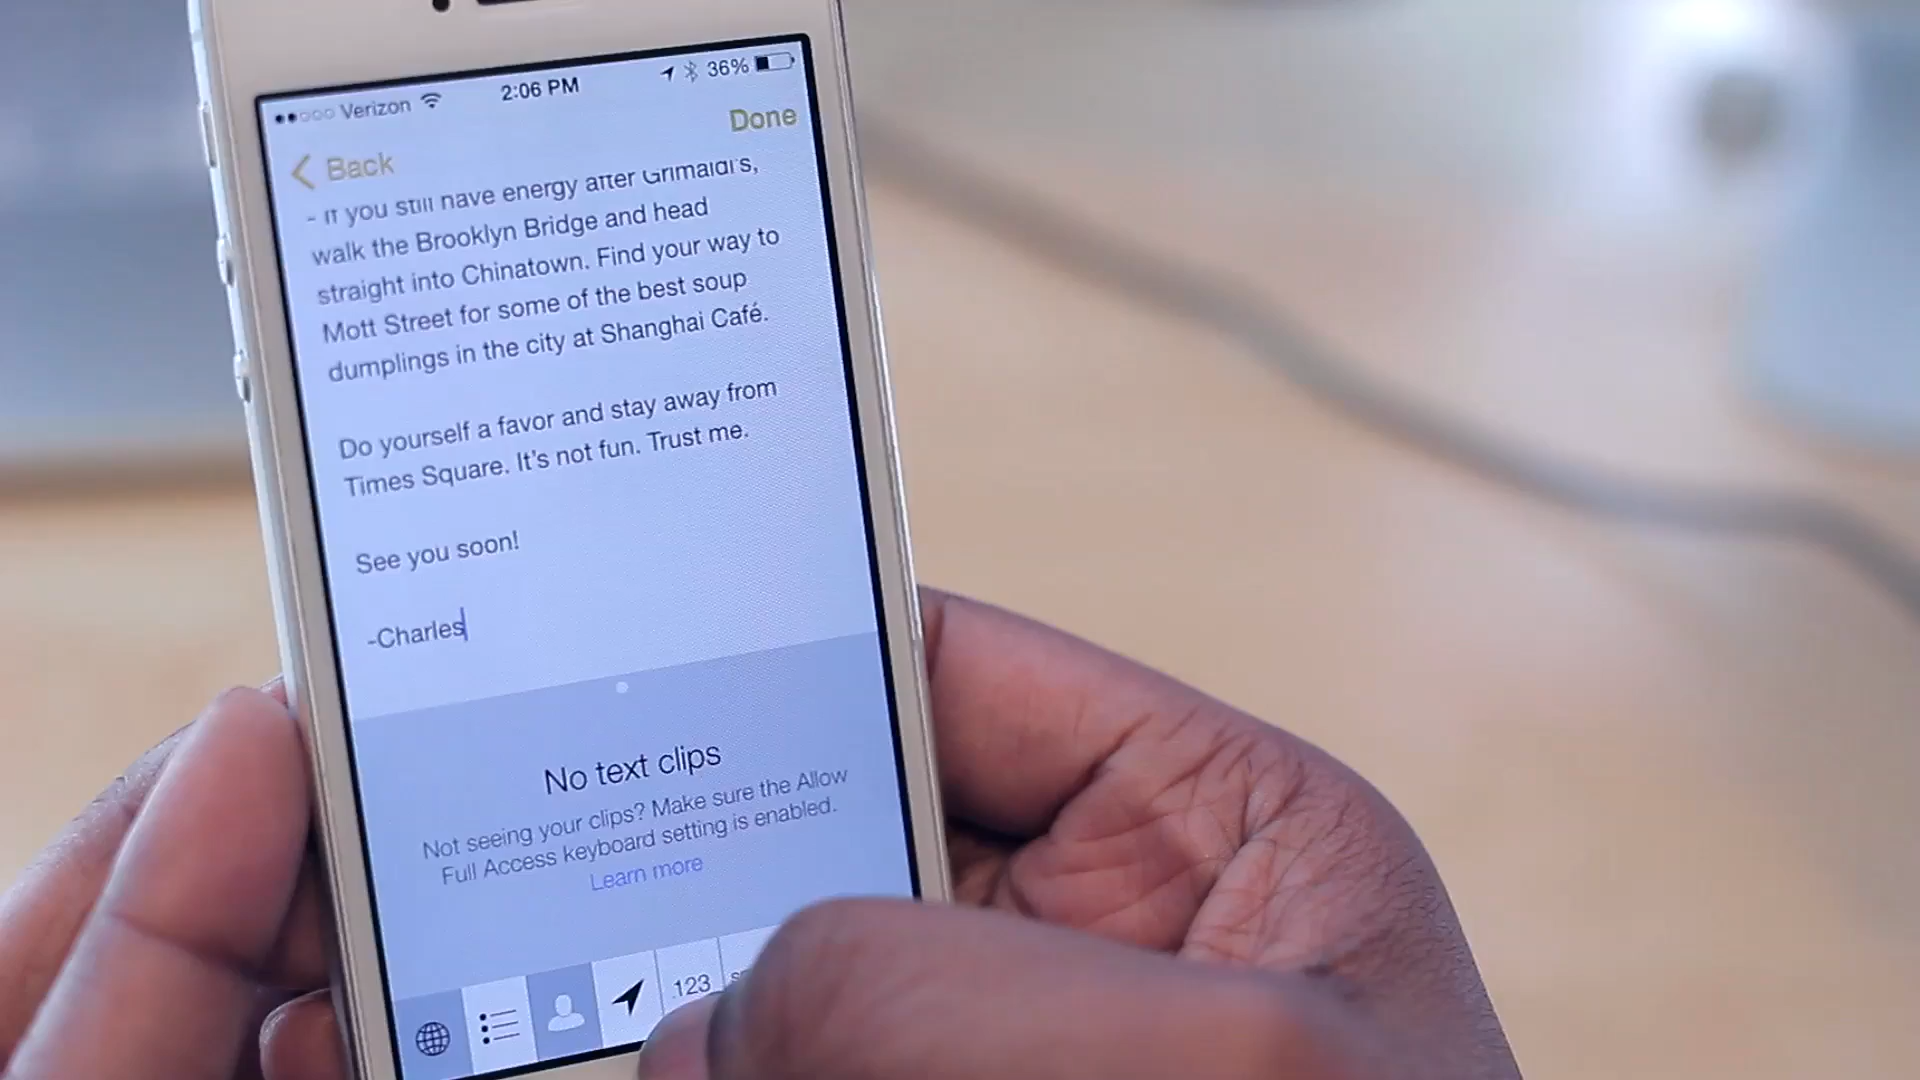 Verizon 2:06 PM 36%
Back Done
- If you still have energy after Grimaldi's,
walk the Brooklyn Bridge and head
straight into Chinatown. Find your way to
Mott Street for some of the best soup
dumplings in the city at Shanghai Café.
Do yourself a favor and stay away from
Times Square. It's not fun. Trust me.
See you soon!
-Charles
No text clips
Not seeing your clips? Make sure the Allow
Full Access keyboard setting is enabled.
Learn more
.123